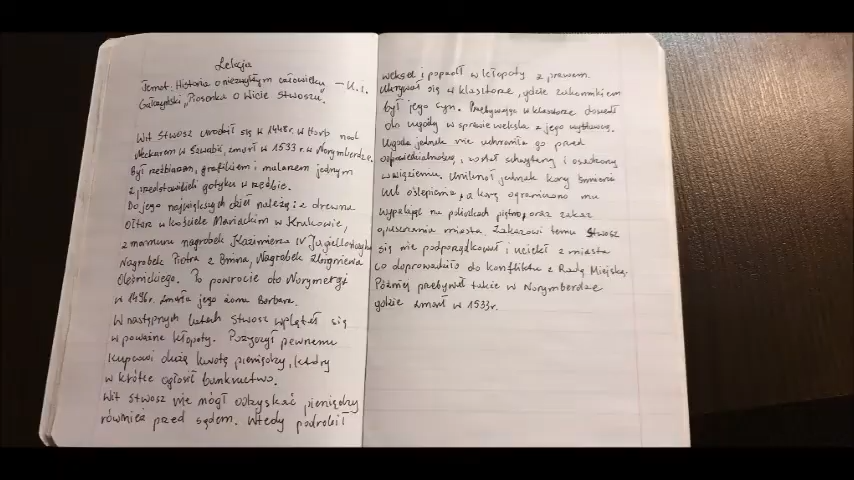 Lekcja
Temat: Historia o niezwykłym człowieku – K. I.
Gałczyński „Piosenka o Wicie Stwoszu".
Wit Stwosz urodził się w 1448r. w Horb nad
Neckarem w Szwabii, zmarł w 1533 r w Norymberdze.
Był rzeźbiarzem, grafikiem i malarzem jednym
z przedstawicieli gotyku w rzeźbie.
Do jego największych dzieł należą: z drewna
Ołtarz w kościele Mariackim w Krakowie,
z marmuru nagrobek Kazimierza IV Jagiellończyka
Nagrobek Piotra z Bnina, Nagrobek Zbigniewa
Oleśnickiego. Po powrocie do Norymergi
w 1496r. zmarła jego żona Barbara.
W następnych latach Stwosz wplątał się
w poważne kłopoty. Pożyczył pewnemu
kupcowi dużą kwotę pieniędzy, który
w krótce ogłosił bankructwo.
Wit Stwosz nie mógł odzyskać pieniędzy
również przed sądem. Wtedy podrobił
weksel i popadł w kłopoty z prawem.
Ukrywał się w klasztorze, gdzie zakonnikiem
był jego syn. Przebywając w klasztorze doszedł
do ugody w sprawie weksla z jego wystawcą.
Ugoda jednak nie uchroniła go przed
odpowiedzialnością, został schwytany i osadzony
w więzieniu. Uniknął jednak kary śmierci
lub oślepienia, a karę ograniczono mu
wypalając na policzkach piętno, oraz zakaz
opuszczania miasta. Zakazowi temu Stwosz
się nie podporządkował i uciekł z miasta
co doprowadziło do konfliktu z Radą Miejską.
Później przebywał także w Norymberdze
gdzie zmarł w 1533r.